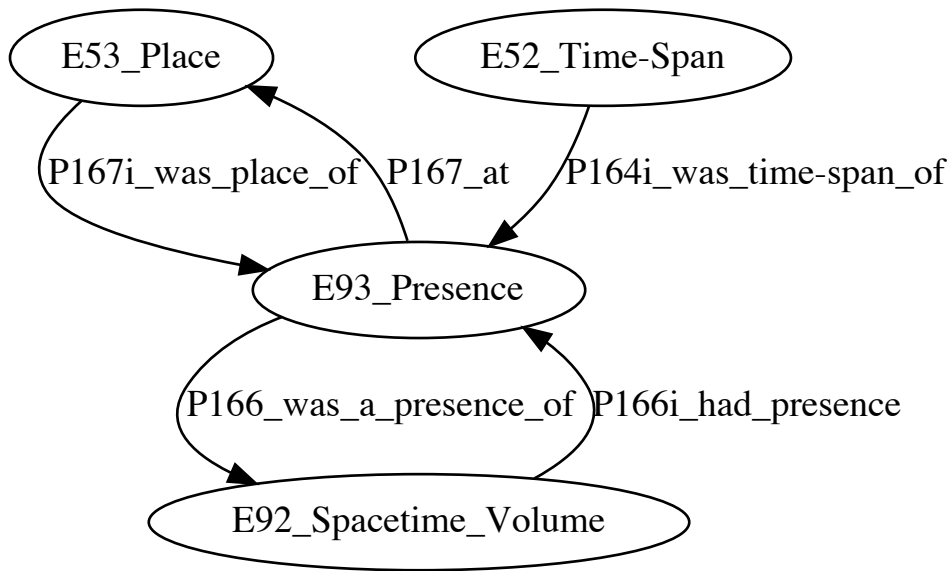 E53_Place
E52_Time-Span
P167i_was_place_of
P167_at
P164i_was_time-span_of
E93_Presence
P166_was_a_presence_of
P166i_had_presence
E92_Spacetime_Volume